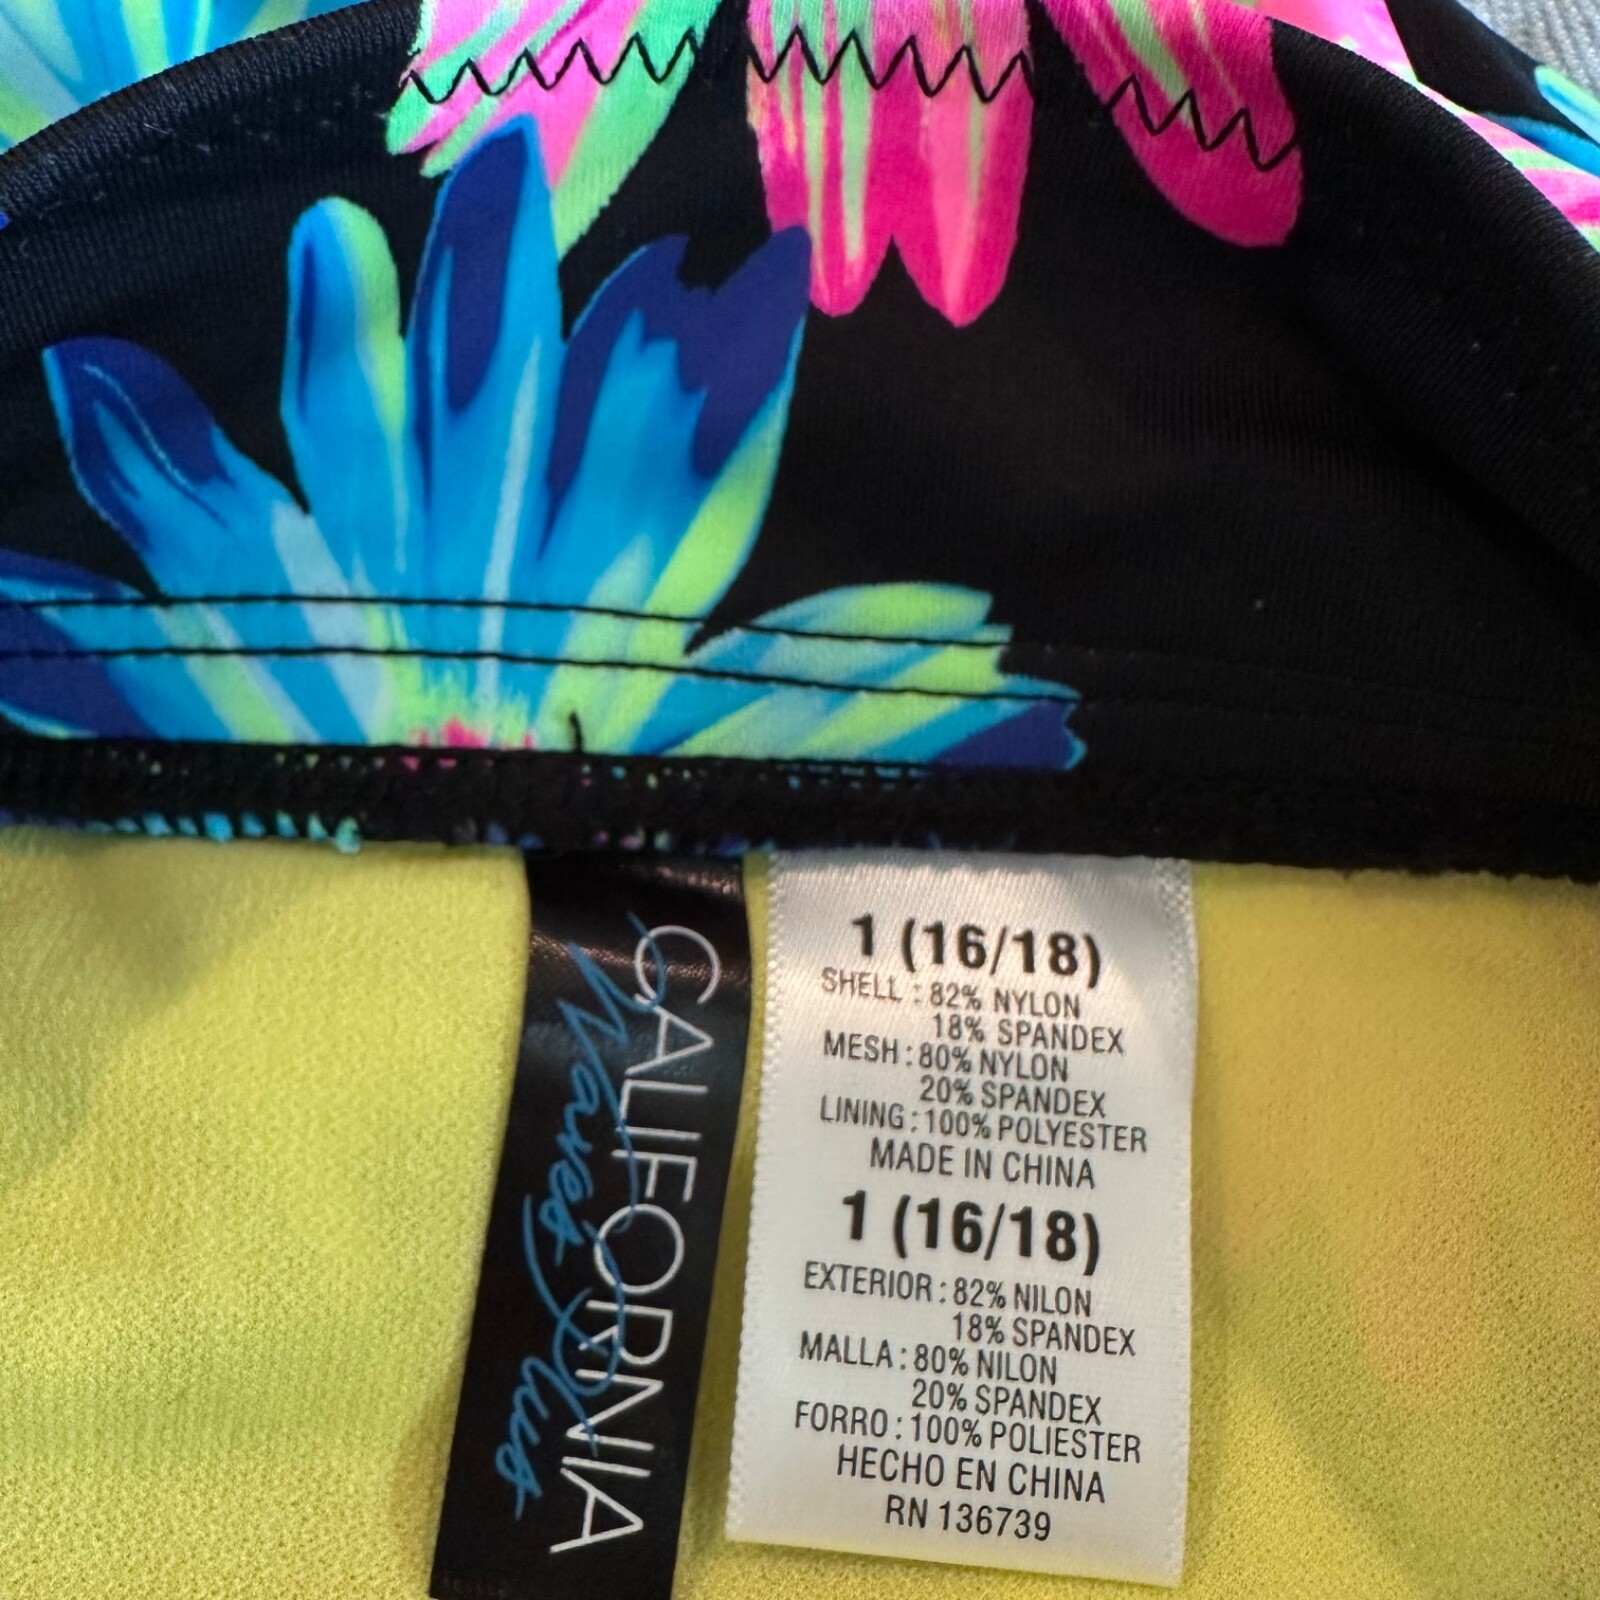 CALIFORNIA
Waves Plus
1 (16/18)
SHELL : 82% NYLON
18% SPANDEX
MESH : 80% NYLON
20% SPANDEX
LINING : 100% POLYESTER
MADE IN CHINA
1 (16/18)
EXTERIOR : 82% NILON
18% SPANDEX
MALLA : 80% NILON
20% SPANDEX
FORRO : 100% POLIESTER
HECHO EN CHINA
RN 136739